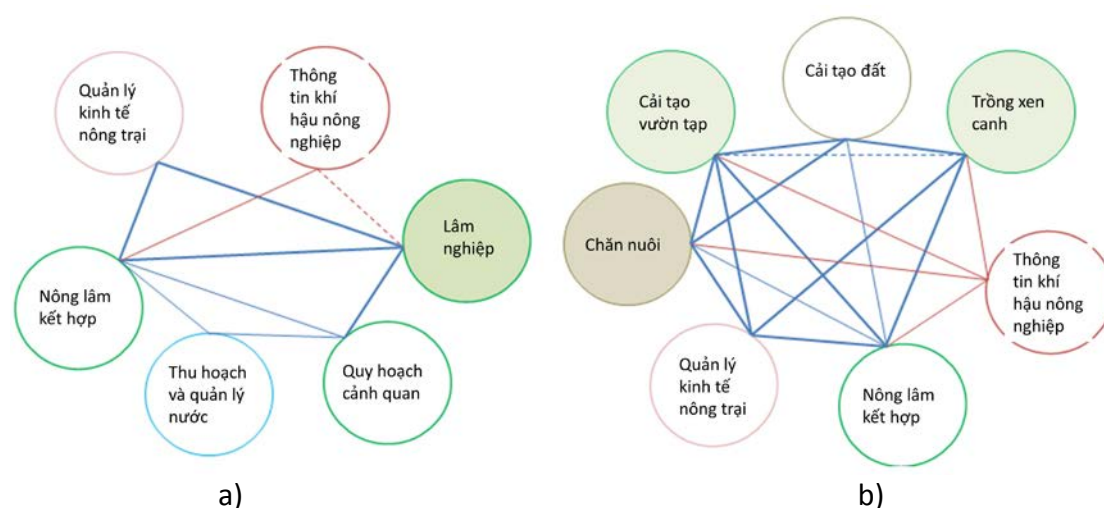 Quản lý
kinh tế
nông trại
Thông
tin khí
hậu nông
nghiệp
Lâm
nghiệp
Nông lâm
kết hợp
Thu hoạch
và quản lý
nước
Quy hoạch
cảnh quan
a)
Cải tạo đất
Cải tạo
vườn tạp
Trồng xen
canh
Chăn nuôi
Thông tin
khí
hậu nông
nghiệp
Quản lý
kinh tế
nông trại
Nông lâm
kết hợp
b)